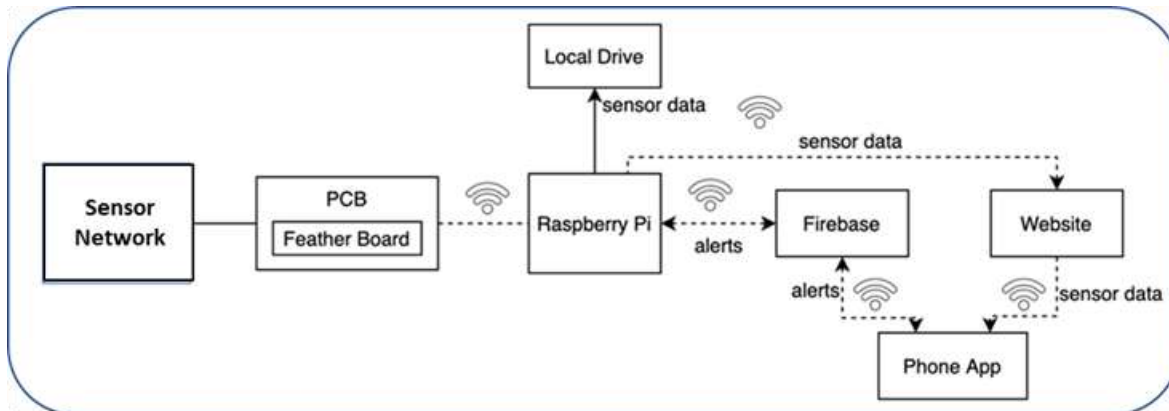 Local Drive
sensor data
sensor data
Sensor
Network
PCB
Feather Board
Raspberry Pi
alerts
Firebase
Website
alerts
sensor data
Phone App